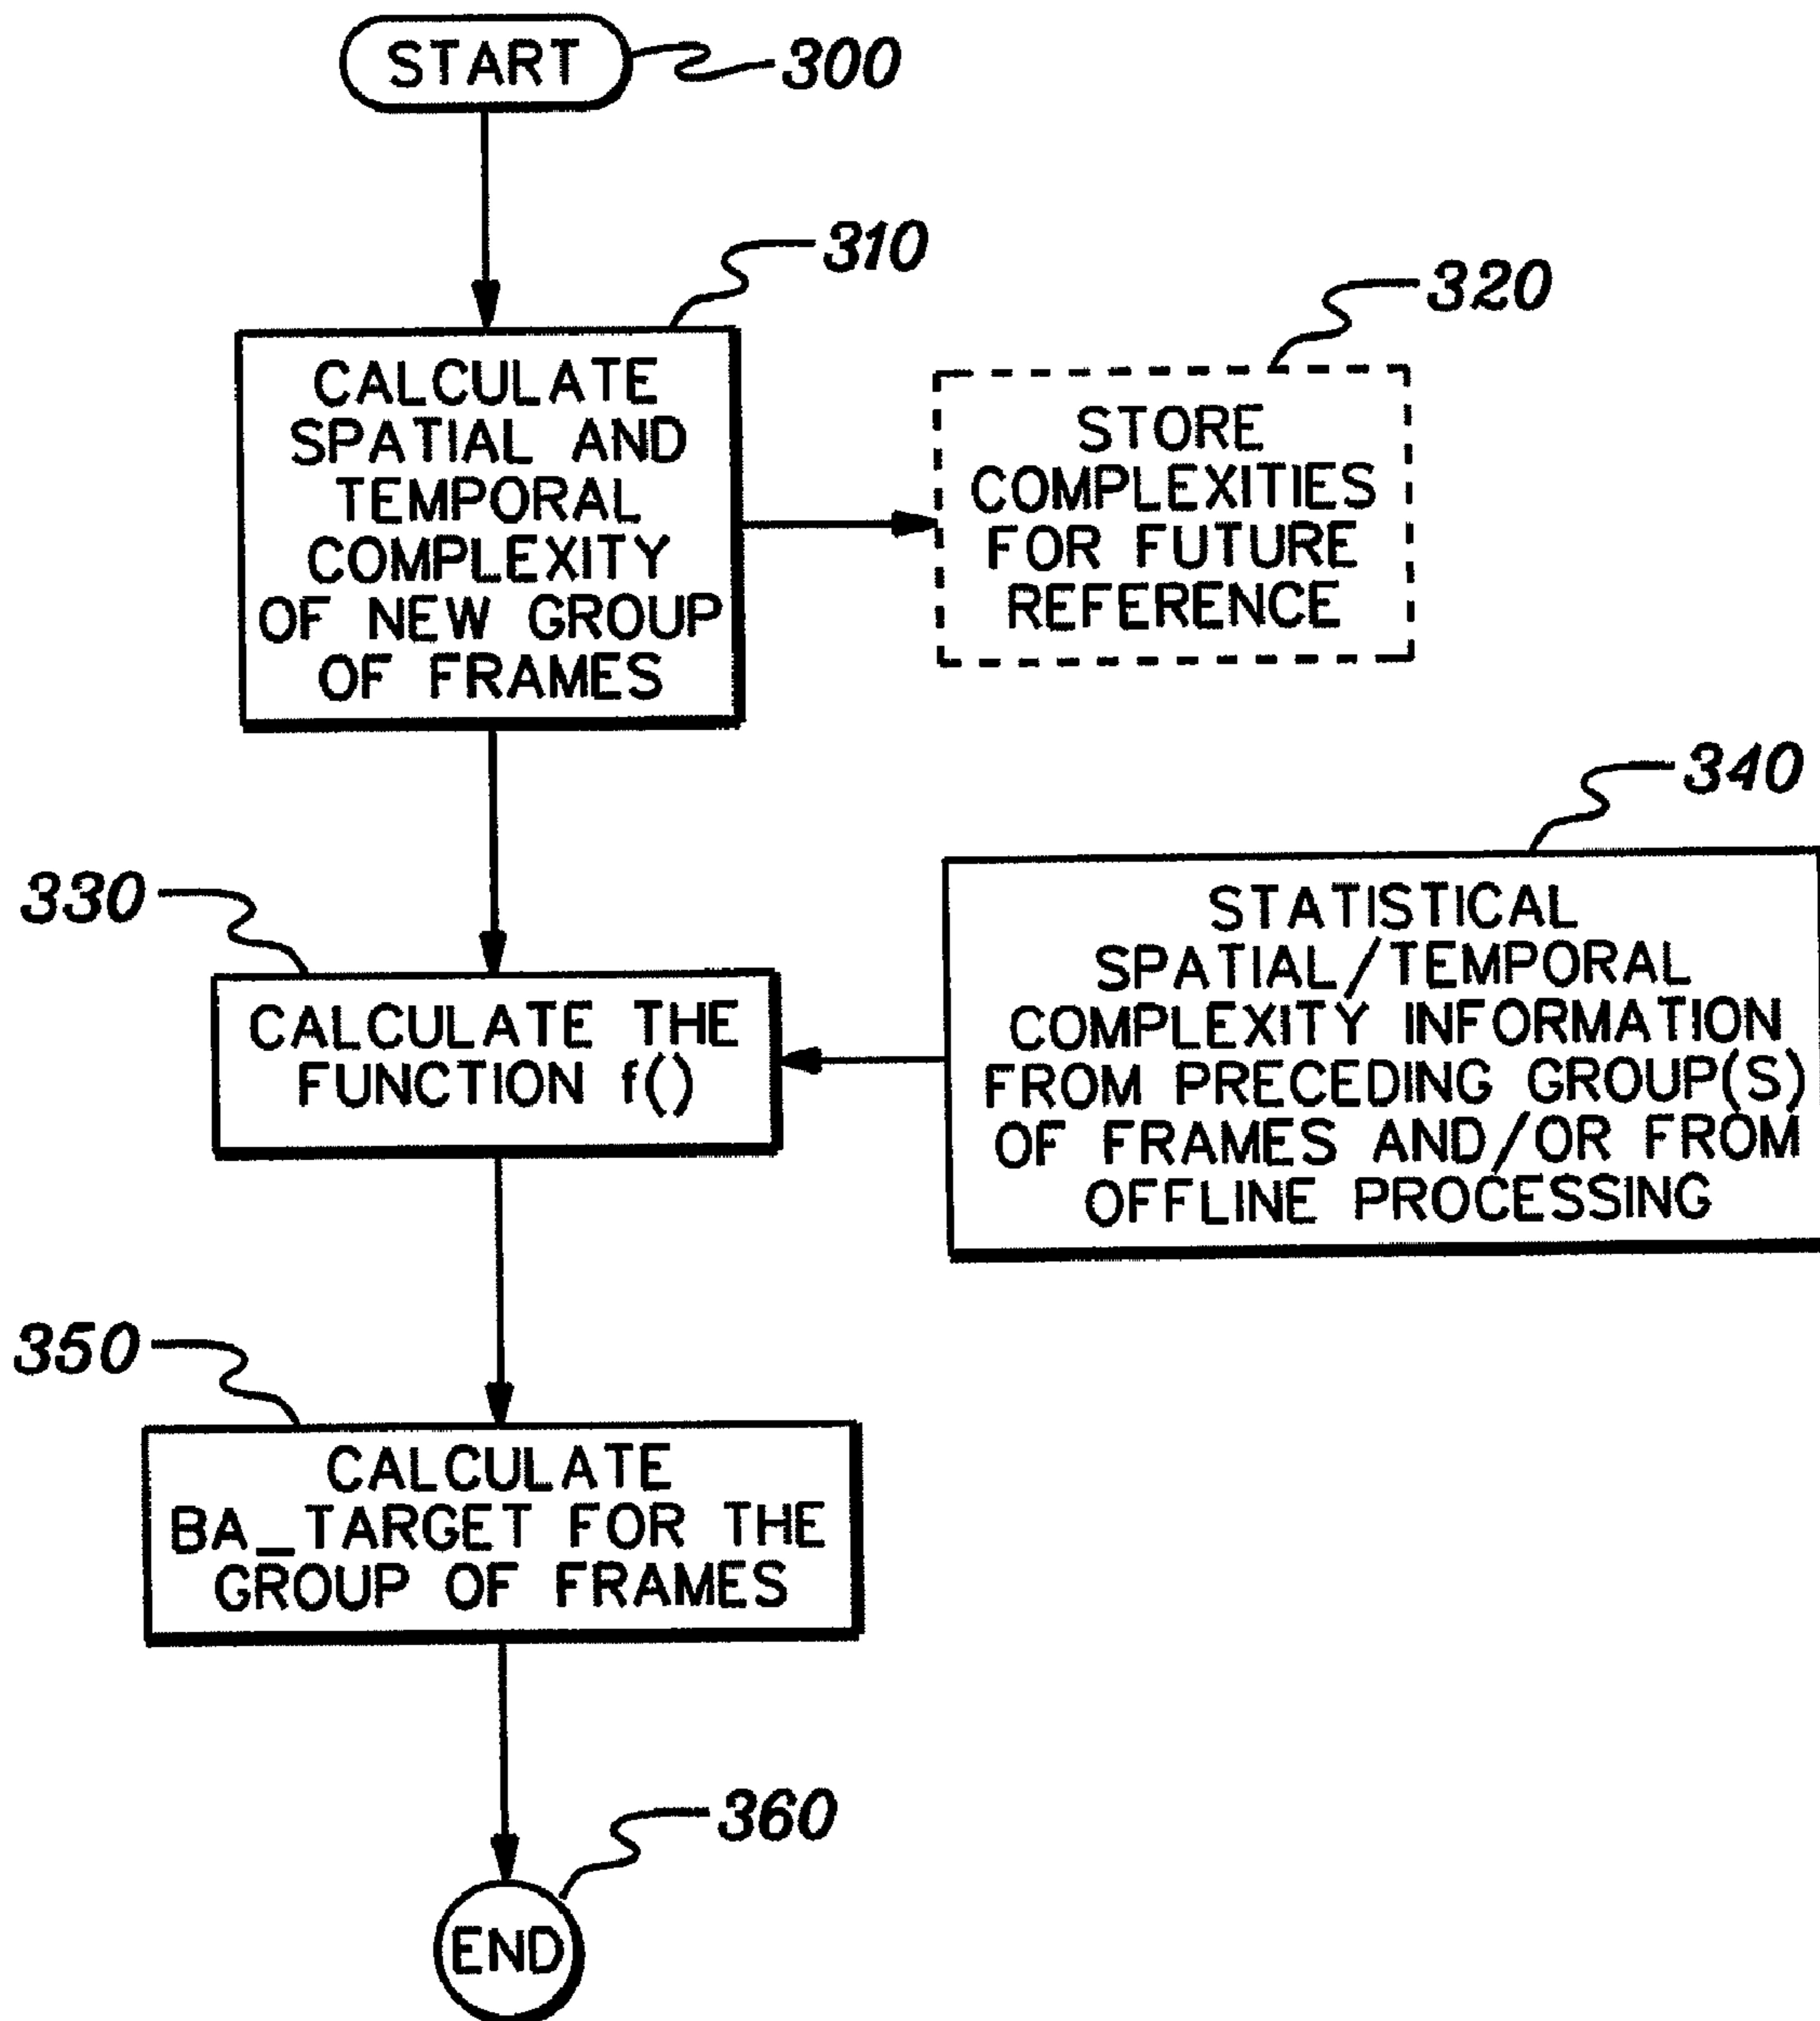 START
300
310
CALCULATE
SPATIAL AND
TEMPORAL
COMPLEXITY
OF NEW GROUP
OF FRAMES
320
STORE
COMPLEXITIES
FOR FUTURE
REFERENCE
330
CALCULATE THE
FUNCTION f()
340
STATISTICAL
SPATIAL/TEMPORAL
COMPLEXITY INFORMATION
FROM PRECEDING GROUP(S)
OF FRAMES AND/OR FROM
OFFLINE PROCESSING
350
CALCULATE
BA_TARGET FOR THE
GROUP OF FRAMES
360
END